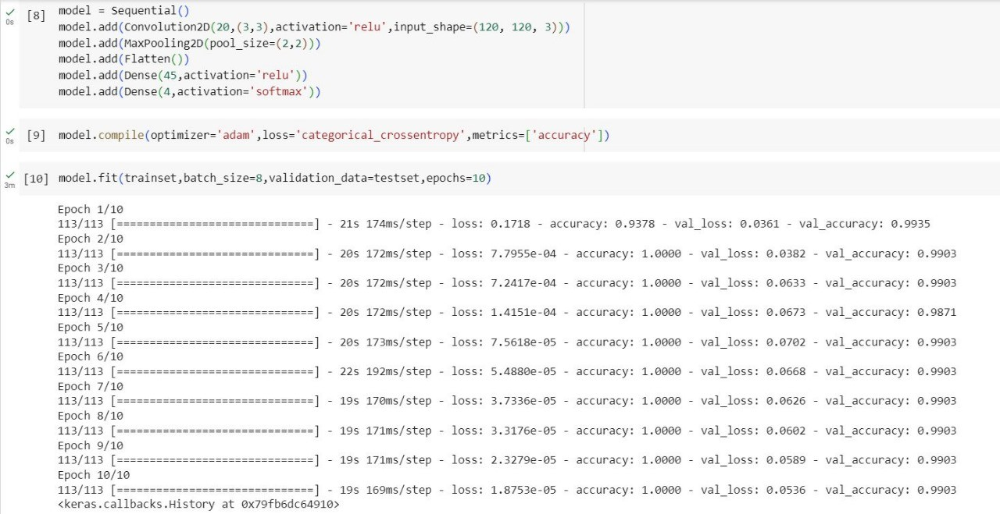 [8] model = Sequential()
model.add(Convolution2D(20,(3,3),activation='relu',input_shape=(120, 120, 3)))
model.add(MaxPooling2D(pool_size=(2,2)))
model.add(Flatten())
0s
model.add(Dense(45,activation='relu'))
model.add(Dense(4,activation='softmax'))
[9] model.compile(optimizer='adam',loss='categorical_crossentropy',metrics=['accuracy'])
0s
[10] model.fit(trainset,batch_size=8,validation_data=testset,epochs=10)
3m
Epoch 1/10
113/113 [==============================] - 21s 174ms/step - loss: 0.1718 - accuracy: 0.9378 - val_loss: 0.0361 - val_accuracy: 0.9935
Epoch 2/10
113/113 [==============================] - 20s 172ms/step - loss: 7.7955e-04 - accuracy: 1.0000 - val_loss: 0.0382 - val_accuracy: 0.9903
Epoch 3/10
113/113 [==============================] - 20s 172ms/step - loss: 7.2417e-04 - accuracy: 1.0000 - val_loss: 0.0633 - val_accuracy: 0.9903
Epoch 4/10
113/113 [==============================] - 20s 172ms/step - loss: 1.4151e-04 - accuracy: 1.0000 - val_loss: 0.0673 - val_accuracy: 0.9871
Epoch 5/10
113/113 [==============================] - 20s 173ms/step - loss: 7.5618e-05 - accuracy: 1.0000 - val_loss: 0.0702 - val_accuracy: 0.9903
Epoch 6/10
113/113 [==============================] - 22s 192ms/step - loss: 5.4880e-05 - accuracy: 1.0000 - val_loss: 0.0668 - val_accuracy: 0.9903
Epoch 7/10
113/113 [==============================] - 19s 170ms/step - loss: 3.7336e-05 - accuracy: 1.0000 - val_loss: 0.0626 - val_accuracy: 0.9903
Epoch 8/10
113/113 [==============================] - 19s 171ms/step - loss: 3.3176e-05 - accuracy: 1.0000 - val_loss: 0.0602 - val_accuracy: 0.9903
Epoch 9/10
113/113 [==============================] - 19s 171ms/step - loss: 2.3279e-05 - accuracy: 1.0000 - val_loss: 0.0589 - val_accuracy: 0.9903
Epoch 10/10
113/113 [==============================] - 19s 169ms/step - loss: 1.8753e-05 - accuracy: 1.0000 - val_loss: 0.0536 - val_accuracy: 0.9903
<keras.callbacks.History at 0x79fb6dc64910>